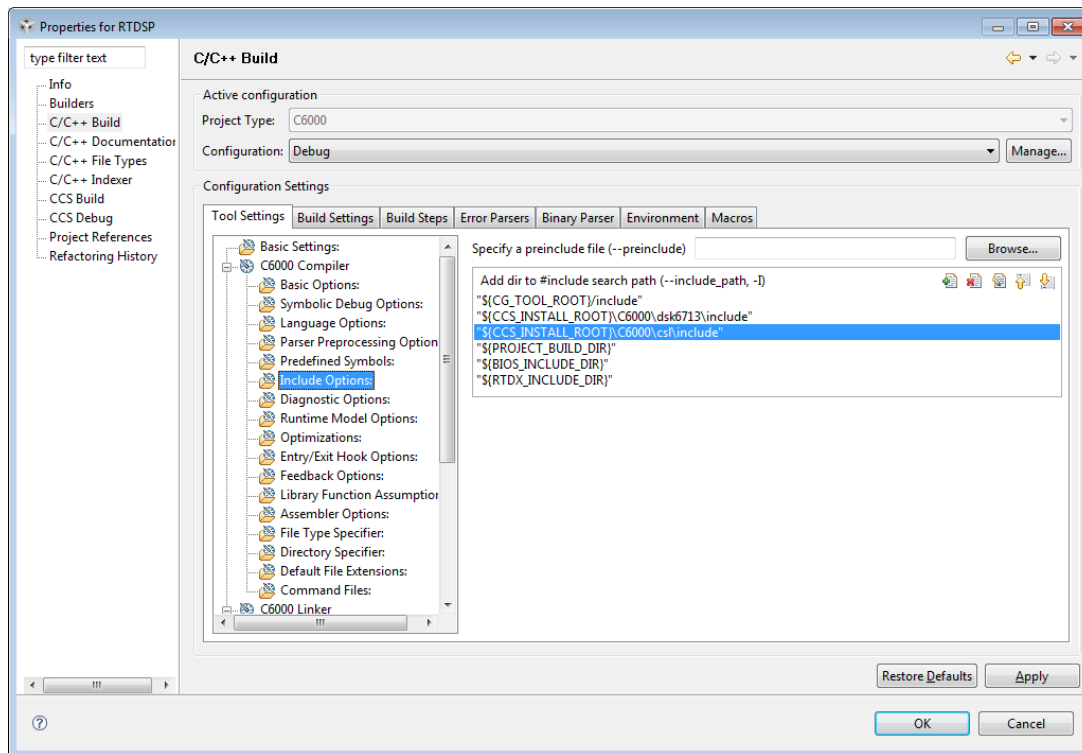 Properties for RTDSP
type filter text
Info
Builders
C/C++ Build
C/C++ Documentation
C/C++ File Types
C/C++ Indexer
CCS Build
CCS Debug
Project References
Refactoring History
C/C++ Build
Active configuration
Project Type: C6000
Configuration: Debug Manage...
Configuration Settings
Tool Settings Build Settings Build Steps Error Parsers Binary Parser Environment Macros
Basic Settings:
C6000 Compiler
Basic Options:
Symbolic Debug Options:
Language Options:
Parser Preprocessing Option
Predefined Symbols:
Include Options:
Diagnostic Options:
Runtime Model Options:
Optimizations:
Entry/Exit Hook Options:
Feedback Options:
Library Function Assumption
Assembler Options:
File Type Specifier:
Directory Specifier:
Default File Extensions:
Command Files:
C6000 Linker
Specify a preinclude file (--preinclude) Browse...
Add dir to #include search path (--include_path, -I)
"${CG_TOOL_ROOT}/include"
"${CCS_INSTALL_ROOT}\C6000\dsk6713\include"
"${CCS_INSTALL_ROOT}\C6000\csl\include"
"${PROJECT_BUILD_DIR}"
"${BIOS_INCLUDE_DIR}"
"${RTDX_INCLUDE_DIR}"
Restore Defaults Apply
OK Cancel